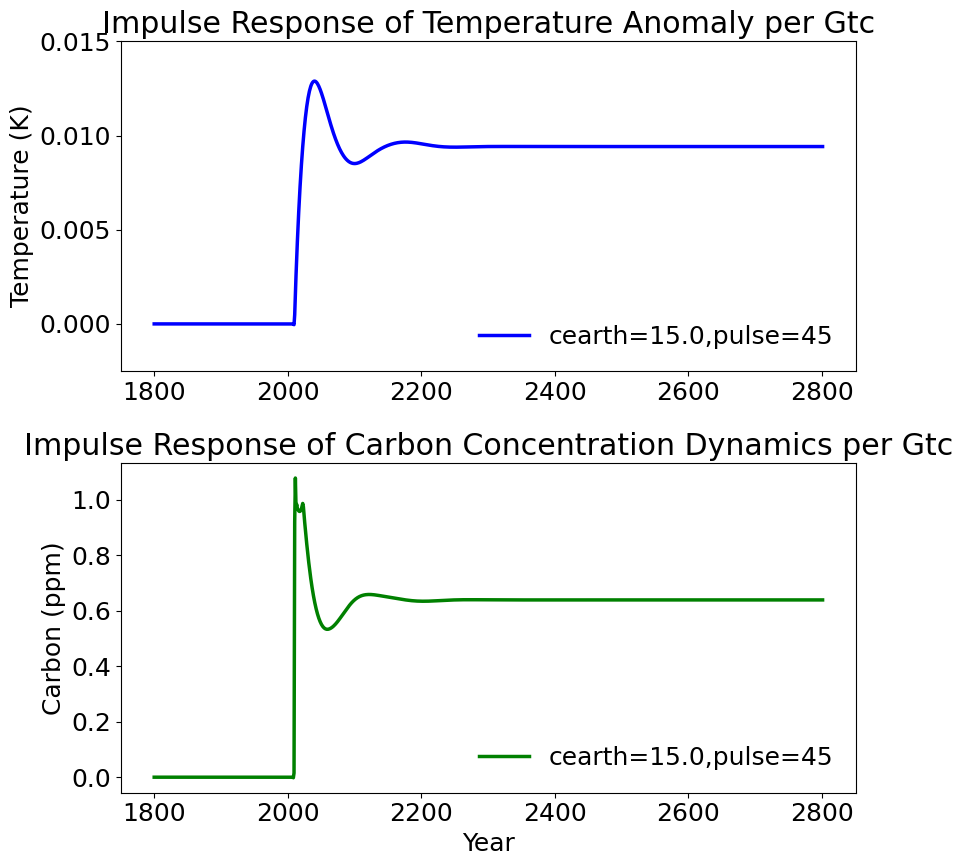 Impulse Response of Temperature Anomaly per Gtc
0.015
0.010
0.005
0.000
Temperature (K)
cearth=15.0,pulse=45
1800 2000 2200 2400 2600 2800
Impulse Response of Carbon Concentration Dynamics per Gtc
1.0
0.8
0.6
0.4
0.2
0.0
Carbon (ppm)
cearth=15.0,pulse=45
1800 2000 2200 2400 2600 2800
Year